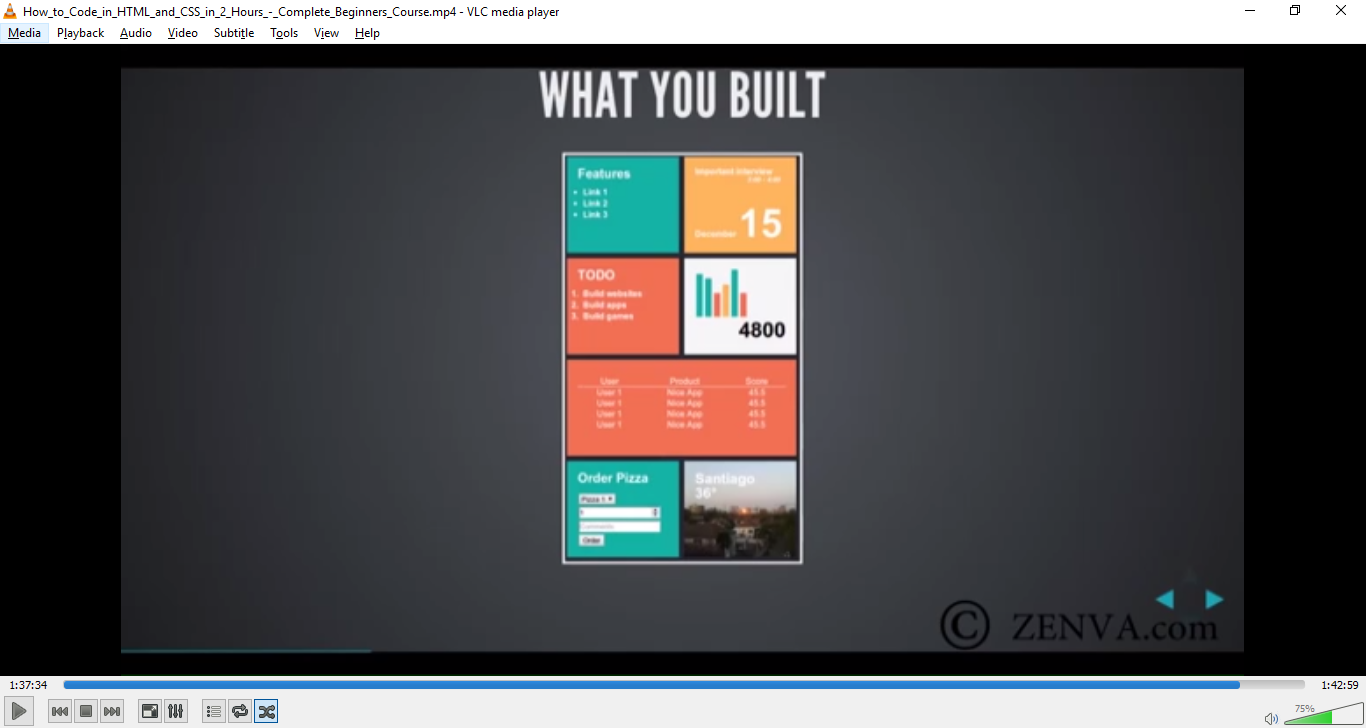 How_to_Code_in_HTML_and_CSS_in_2_Hours_-_Complete_Beginners_Course.mp4 - VLC media player
Media Playback Audio Video Subtitle Tools View Help
WHAT YOU BUILT
Features
Link 1
Link 2
Link 3
Important Interview
December 15
TODO
1. Build websites
2. Build apps
3. Build games
4800
User Product Score
User 1 Nice App 45.5
User 1 Nice App 45.5
User 1 Nice App 45.5
User 1 Nice App 45.5
Order Pizza
Pizza 1
Comments
Order
Santiago
36°
© ZENVA.com
1:37:34
1:42:59
75%